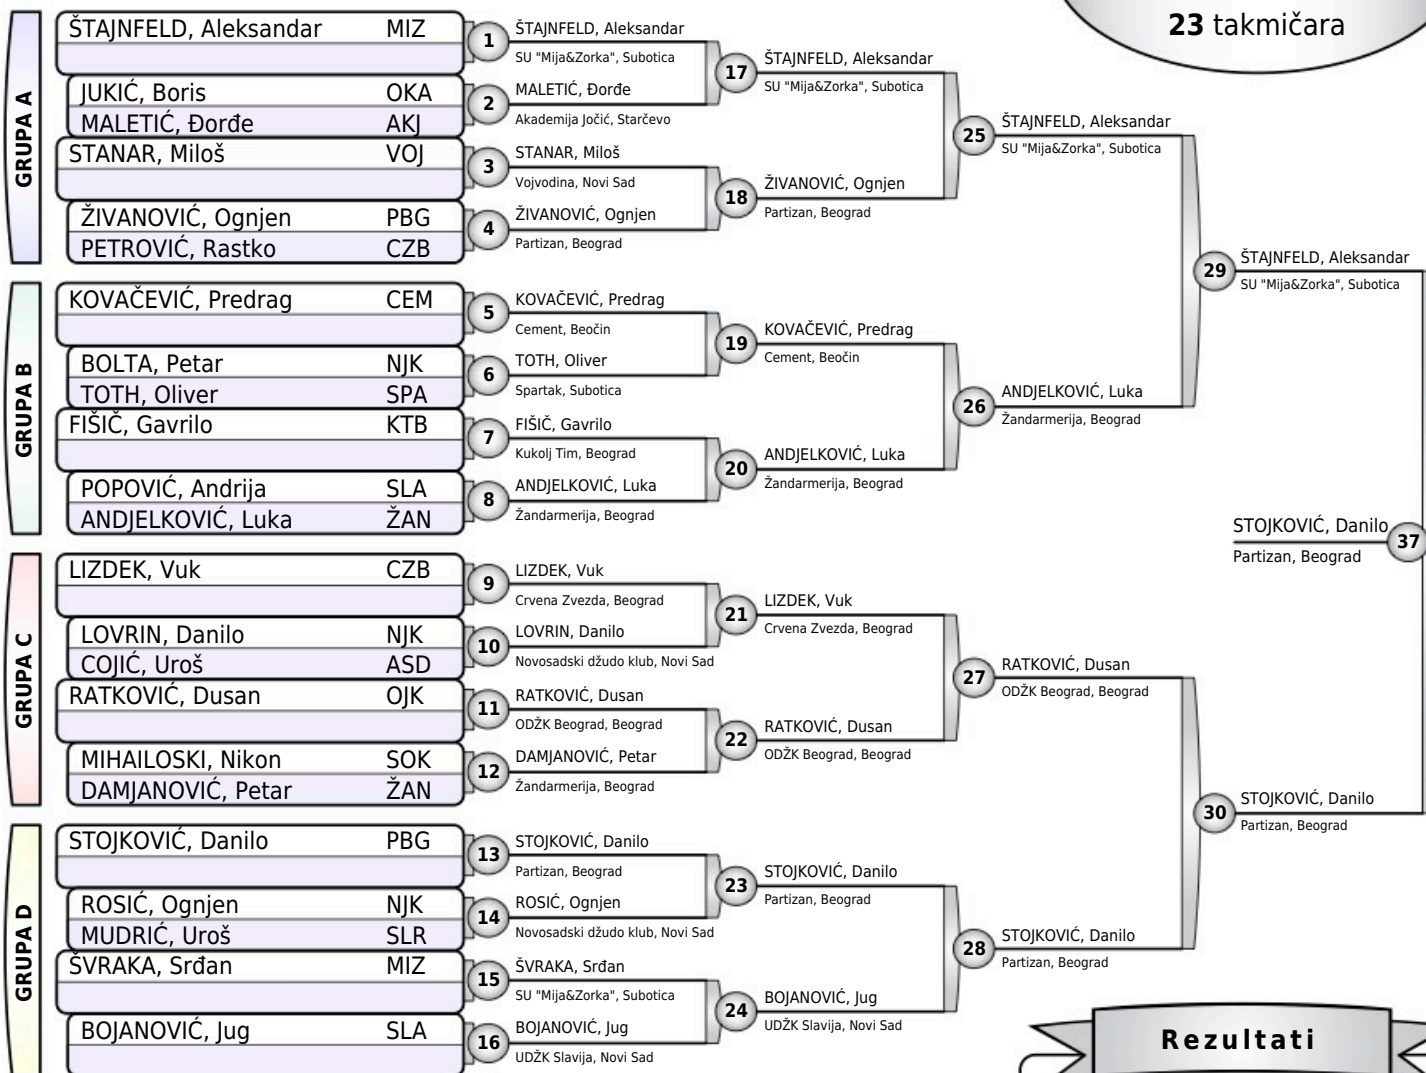 23 takmičara
GRUPA A
ŠTAJNFELD, Aleksandar MIZ
JUKIĆ, Boris OKA
MALETIĆ, Đorđe AKJ
STANAR, Miloš VOJ
ŽIVANOVIĆ, Ognjen PBG
PETROVIĆ, Rastko CZB
GRUPA B
KOVAČEVIĆ, Predrag CEM
BOLTA, Petar NJK
TOTH, Oliver SPA
FIŠIČ, Gavrilo KTB
POPOVIĆ, Andrija SLA
ANDJELKOVIĆ, Luka ŽAN
GRUPA C
LIZDEK, Vuk CZB
LOVRIN, Danilo NJK
COJIĆ, Uroš ASD
RATKOVIĆ, Dusan OJK
MIHAILOSKI, Nikon SOK
DAMJANOVIĆ, Petar ŽAN
GRUPA D
STOJKOVIĆ, Danilo PBG
ROSIĆ, Ognjen NJK
MUDRIĆ, Uroš SLR
ŠVRAKA, Srđan MIZ
BOJANOVIĆ, Jug SLA
1 ŠTAJNFELD, Aleksandar
SU "Mija&Zorka", Subotica
2 MALETIĆ, Đorđe
Akademija Jočić, Starčevo
3 STANAR, Miloš
Vojvodina, Novi Sad
4 ŽIVANOVIĆ, Ognjen
Partizan, Beograd
5 KOVAČEVIĆ, Predrag
Cement, Beočin
6 TOTH, Oliver
Spartak, Subotica
7 FIŠIČ, Gavrilo
Kukolj Tim, Beograd
8 ANDJELKOVIĆ, Luka
Žandarmerija, Beograd
9 LIZDEK, Vuk
Crvena Zvezda, Beograd
10 LOVRIN, Danilo
Novosadski džudo klub, Novi Sad
11 RATKOVIĆ, Dusan
ODŽK Beograd, Beograd
12 DAMJANOVIĆ, Petar
Žandarmerija, Beograd
13 STOJKOVIĆ, Danilo
Partizan, Beograd
14 ROSIĆ, Ognjen
Novosadski džudo klub, Novi Sad
15 ŠVRAKA, Srđan
SU "Mija&Zorka", Subotica
16 BOJANOVIĆ, Jug
UDŽK Slavija, Novi Sad
17 ŠTAJNFELD, Aleksandar
SU "Mija&Zorka", Subotica
18 ŽIVANOVIĆ, Ognjen
Partizan, Beograd
19 KOVAČEVIĆ, Predrag
Cement, Beočin
20 ANDJELKOVIĆ, Luka
Žandarmerija, Beograd
21 LIZDEK, Vuk
Crvena Zvezda, Beograd
22 RATKOVIĆ, Dusan
ODŽK Beograd, Beograd
23 STOJKOVIĆ, Danilo
Partizan, Beograd
24 BOJANOVIĆ, Jug
UDŽK Slavija, Novi Sad
25 ŠTAJNFELD, Aleksandar
SU "Mija&Zorka", Subotica
26 ANDJELKOVIĆ, Luka
Žandarmerija, Beograd
27 RATKOVIĆ, Dusan
ODŽK Beograd, Beograd
28 STOJKOVIĆ, Danilo
Partizan, Beograd
29 ŠTAJNFELD, Aleksandar
SU "Mija&Zorka", Subotica
30 STOJKOVIĆ, Danilo
Partizan, Beograd
STOJKOVIĆ, Danilo 37
Partizan, Beograd
Rezultati